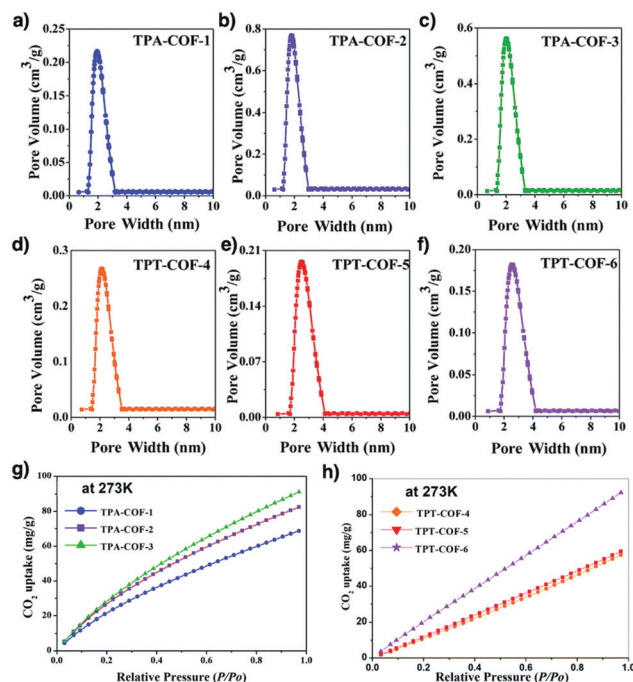 a)
TPA-COF-1
Pore Volume (cm³/g)
0.25
0.20
0.15
0.10
0.05
0.00
0 2 4 6 8 10
Pore Width (nm)
b)
TPA-COF-2
Pore Volume (cm³/g)
0.8
0.6
0.4
0.2
0.0
0 2 4 6 8 10
Pore Width (nm)
c)
TPA-COF-3
Pore Volume (cm³/g)
0.6
0.4
0.2
0.0
0 2 4 6 8 10
Pore Width (nm)
d)
TPT-COF-4
Pore Volume (cm³/g)
0.3
0.2
0.1
0.0
0 2 4 6 8 10
Pore Width (nm)
e)
TPT-COF-5
Pore Volume (cm³/g)
0.21
0.14
0.07
0.00
0 2 4 6 8 10
Pore Width (nm)
f)
TPT-COF-6
Pore Volume (cm³/g)
0.20
0.15
0.10
0.05
0.00
0 2 4 6 8 10
Pore Width (nm)
g)
at 273K
TPA-COF-1
TPA-COF-2
TPA-COF-3
CO₂ uptake (mg/g)
100
80
60
40
20
0
0.0 0.2 0.4 0.6 0.8 1.0
Relative Pressure (P/Po)
h)
at 273K
TPT-COF-4
TPT-COF-5
TPT-COF-6
CO₂ uptake (mg/g)
100
80
60
40
20
0
0.0 0.2 0.4 0.6 0.8 1.0
Relative Pressure (P/Po)